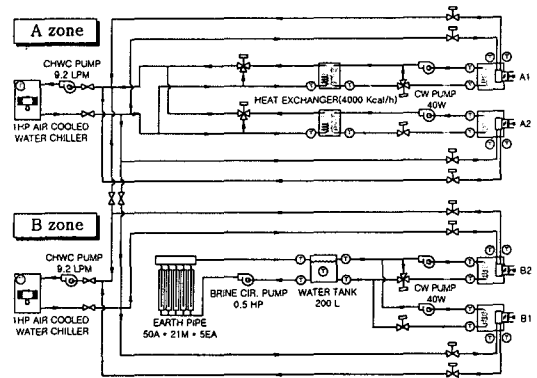 A zone
CHWC PUMP
9.2 LPM
1HP AIR COOLED
WATER CHILLER
HEAT EXCHANGER(4000 Kcal/h)
CW PUMP
40W
A1
A2
B zone
CHWC PUMP
9.2 LPM
1HP AIR COOLED
WATER CHILLER
EARTH PIPE
50A * 21M * 5EA
BRINE CIR. PUMP
0.5 HP
WATER TANK
200 L
CW PUMP
40W
B2
B1